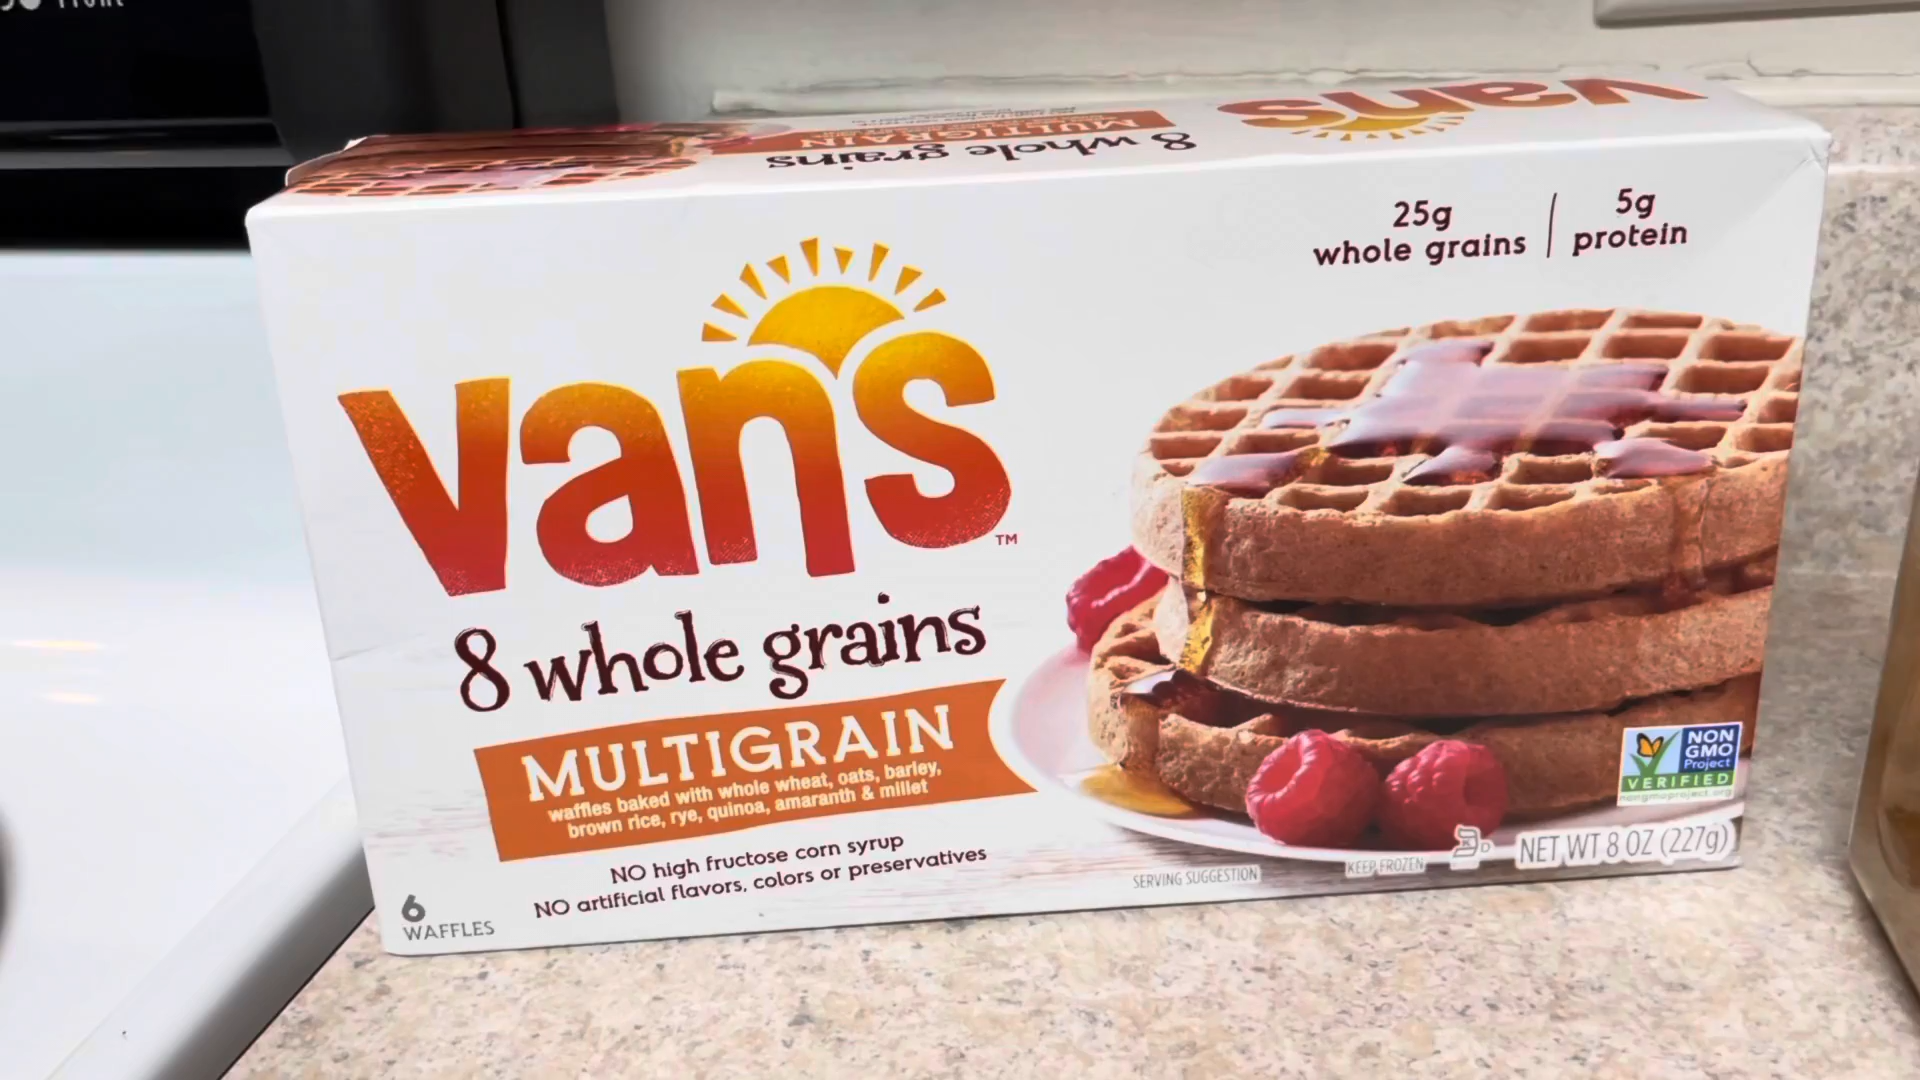 Front
vans
8 whole grains
MULTIGRAIN
25g
whole grains
5g
protein
vans
TM
8 whole grains
MULTIGRAIN
waffles baked with whole wheat, oats, barley,
brown rice, rye, quinoa, amaranth & millet
NO high fructose corn syrup
NO artificial flavors, colors or preservatives
6
WAFFLES
SERVING SUGGESTION
KEEP FROZEN
K D
NET WT 8 OZ (227g)
NON
GMO
Project
VERIFIED
nongmoproject.org